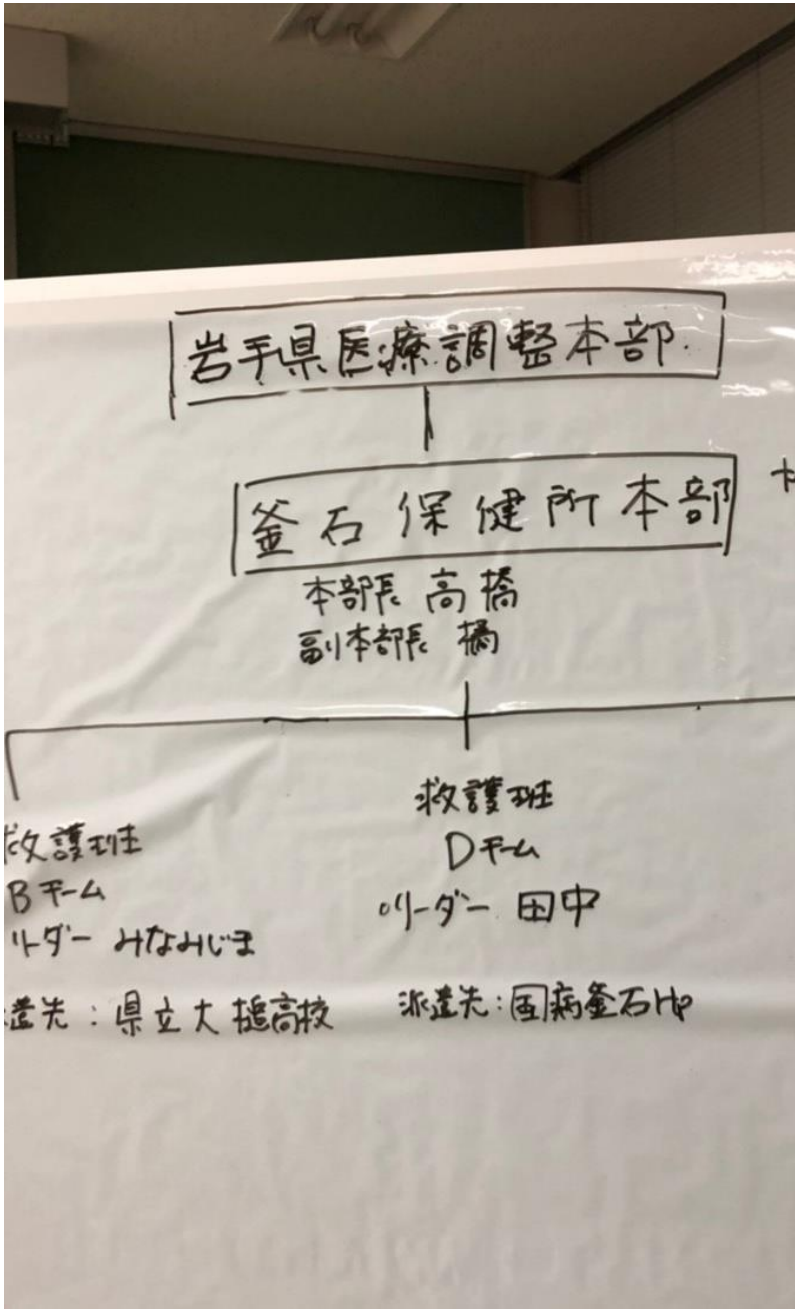 岩手県医療調整本部
釜石保健所本部
本部長 高橋
副本部長 橘
救護班
Bチーム
リーダー みなみじま
遣先：県立大槌高校
救護班
Dチーム
リーダー 田中
派遣先：国病釜石Hp